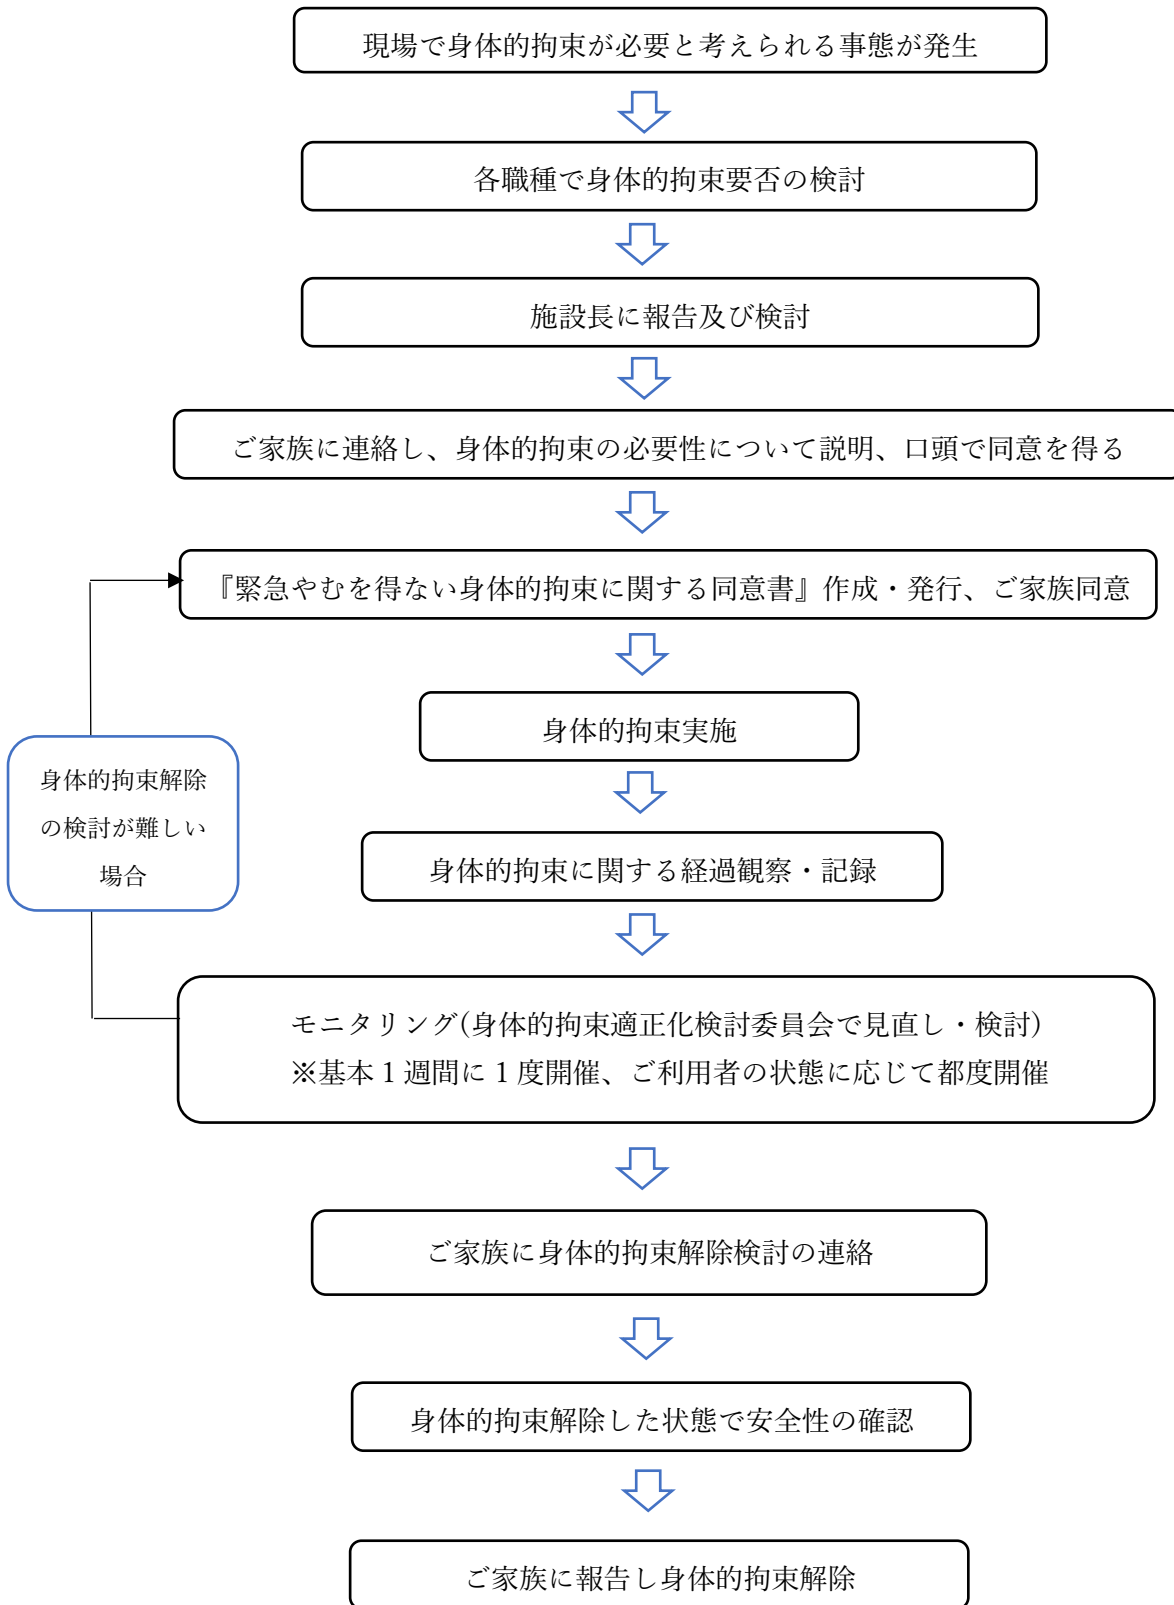 現場で身体的拘束が必要と考えられる事態が発生
各職種で身体的拘束要否の検討
施設長に報告及び検討
ご家族に連絡し、身体的拘束の必要性について説明、口頭で同意を得る
『緊急やむを得ない身体的拘束に関する同意書』作成・発行、ご家族同意
身体的拘束実施
身体的拘束解除
の検討が難しい
場合
身体的拘束に関する経過観察・記録
モニタリング(身体的拘束適正化検討委員会で見直し・検討)
※基本1週間に1度開催、ご利用者の状態に応じて都度開催
ご家族に身体的拘束解除検討の連絡
身体的拘束解除した状態で安全性の確認
ご家族に報告し身体的拘束解除